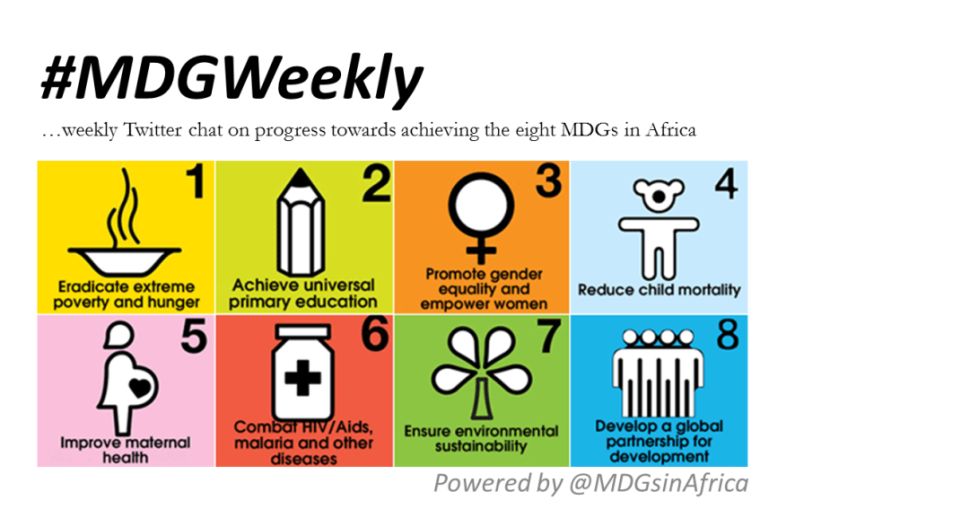 #MDGWeekly
…weekly Twitter chat on progress towards achieving the eight MDGs in Africa
1
Eradicate extreme
poverty and hunger
2
Achieve universal
primary education
3
Promote gender
equality and
empower women
4
Reduce child mortality
5
Improve maternal
health
6
Combat HIV/Aids,
malaria and other
diseases
7
Ensure environmental
sustainability
8
Develop a global
partnership for
development
Powered by @MDGsinAfrica